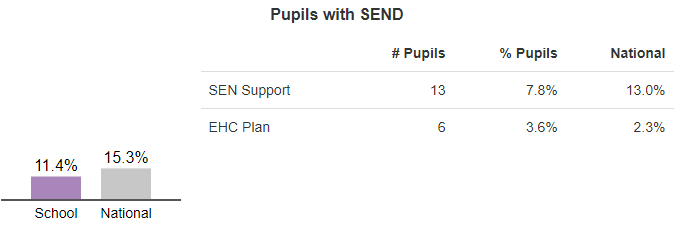 Pupils with SEND
# Pupils % Pupils National
SEN Support 13 7.8% 13.0%
EHC Plan 6 3.6% 2.3%
11.4% 15.3%
School National